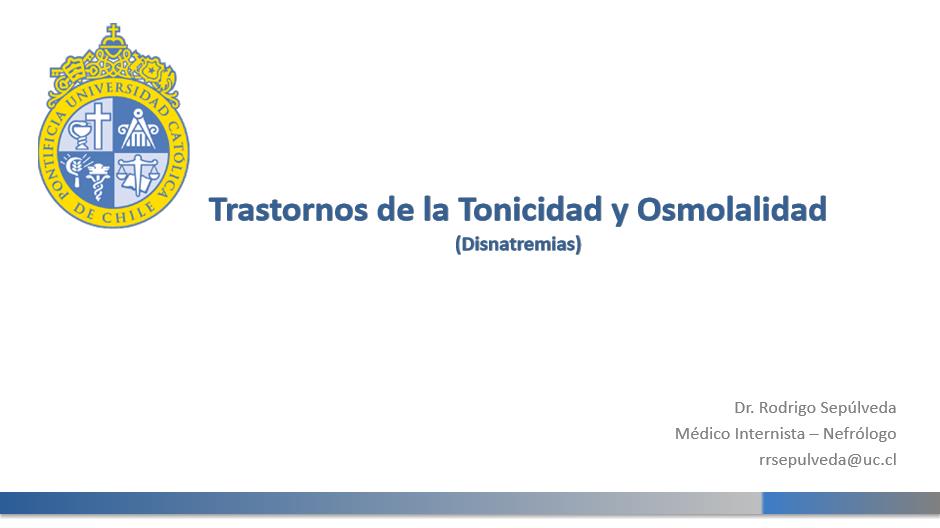 PONTIFICIA UNIVERSIDAD CATÓLICA
DE CHILE
Trastornos de la Tonicidad y Osmolalidad
(Disnatremias)
Dr. Rodrigo Sepúlveda
Médico Internista – Nefrólogo
rrsepulveda@uc.cl